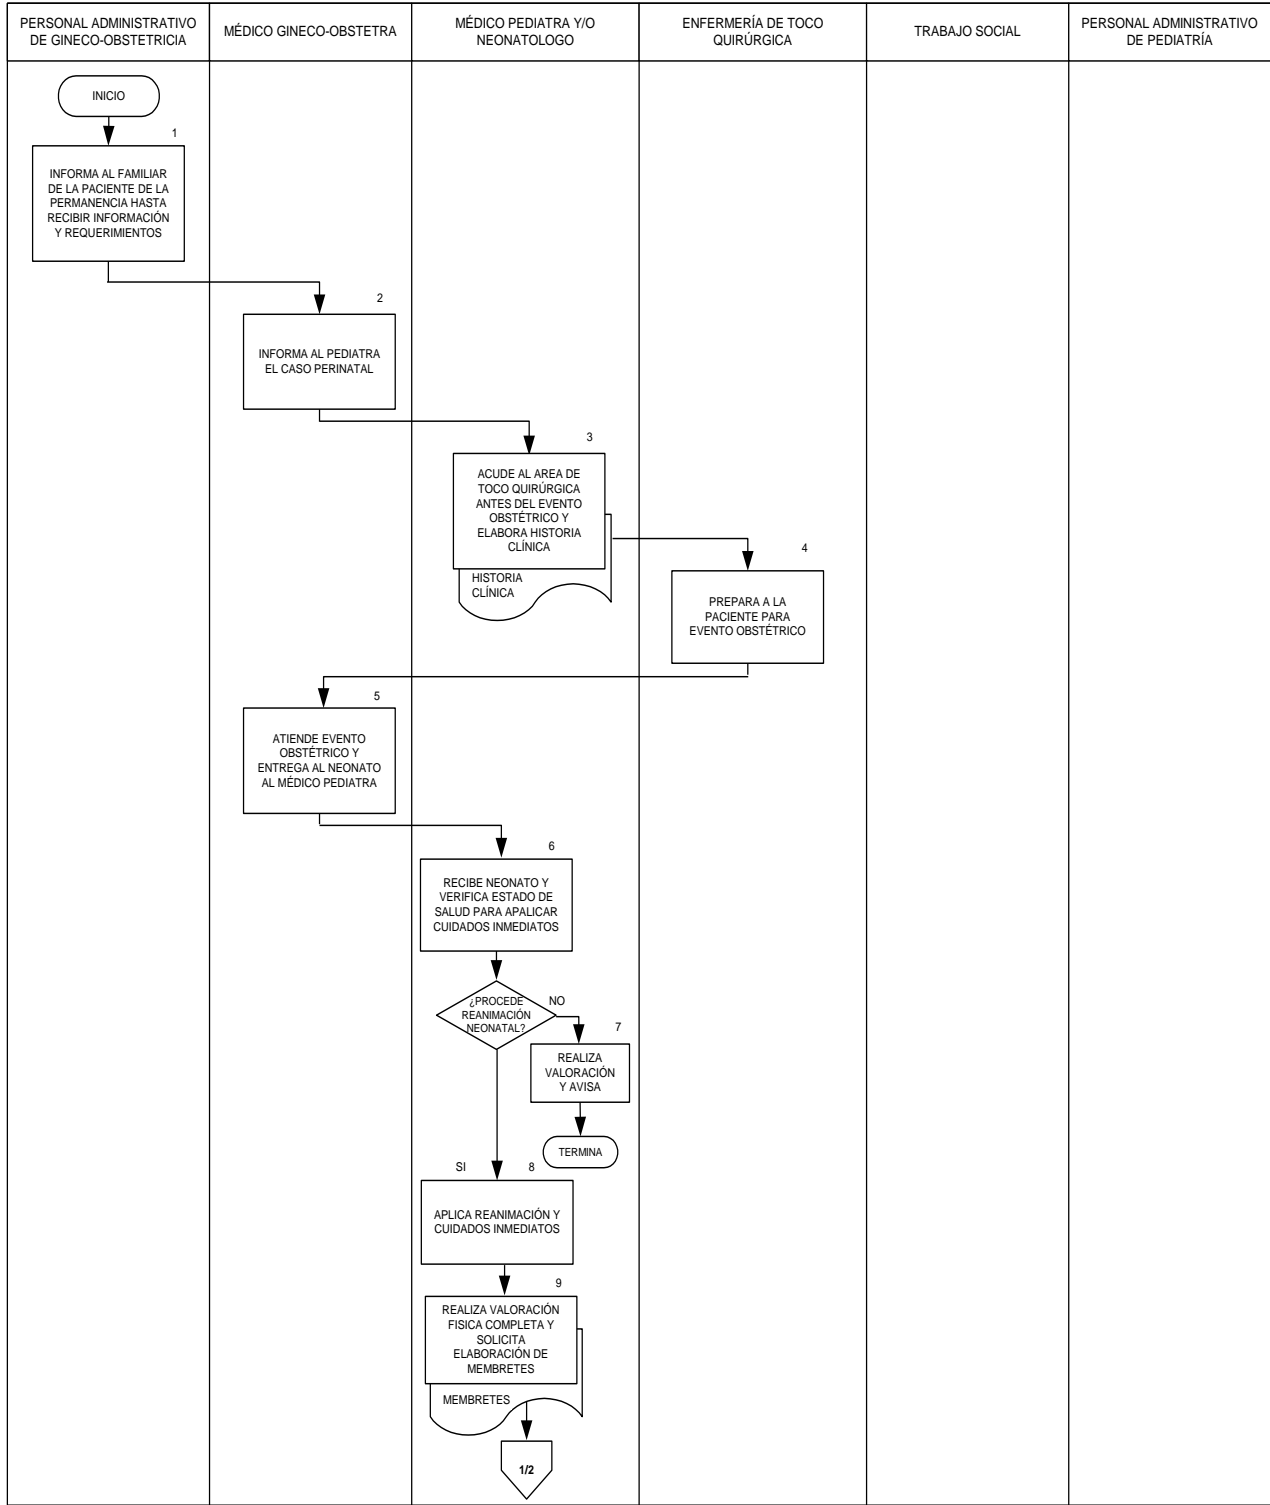 PERSONAL ADMINISTRATIVO
DE GINECO-OBSTETRICIA
MÉDICO GINECO-OBSTETRA
MÉDICO PEDIATRA Y/O
NEONATOLOGO
ENFERMERÍA DE TOCO
QUIRÚRGICA
TRABAJO SOCIAL
PERSONAL ADMINISTRATIVO
DE PEDIATRÍA
INICIO
1
INFORMA AL FAMILIAR
DE LA PACIENTE DE LA
PERMANENCIA HASTA
RECIBIR INFORMACIÓN
Y REQUERIMIENTOS
2
INFORMA AL PEDIATRA
EL CASO PERINATAL
3
ACUDE AL AREA DE
TOCO QUIRÚRGICA
ANTES DEL EVENTO
OBSTÉTRICO Y
ELABORA HISTORIA
CLÍNICA
HISTORIA
CLÍNICA
4
PREPARA A LA
PACIENTE PARA
EVENTO OBSTÉTRICO
5
ATIENDE EVENTO
OBSTÉTRICO Y
ENTREGA AL NEONATO
AL MÉDICO PEDIATRA
6
RECIBE NEONATO Y
VERIFICA ESTADO DE
SALUD PARA APALICAR
CUIDADOS INMEDIATOS
¿PROCEDE
REANIMACIÓN
NEONATAL?
NO
7
REALIZA
VALORACIÓN
Y AVISA
TERMINA
SI
8
APLICA REANIMACIÓN Y
CUIDADOS INMEDIATOS
9
REALIZA VALORACIÓN
FISICA COMPLETA Y
SOLICITA
ELABORACIÓN DE
MEMBRETES
MEMBRETES
1/2